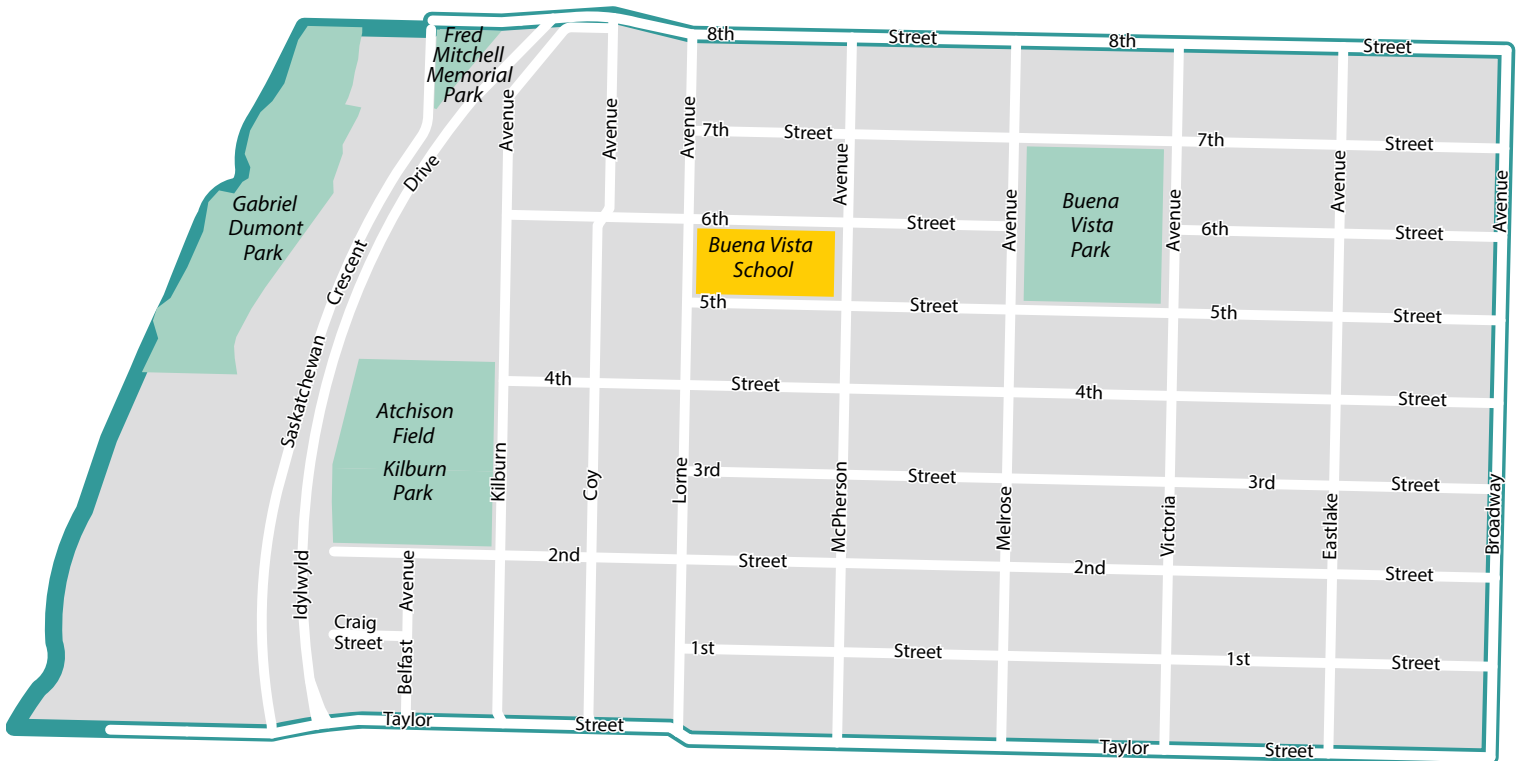 8th
Street
8th
Street
Fred
Mitchell
Memorial
Park
Avenue
Avenue
Avenue
7th
Street
Avenue
7th
Street
Avenue
Avenue
Drive
Gabriel
Dumont
Park
6th
Street
Avenue
Buena
Vista
Park
Avenue
6th
Street
Buena Vista
School
Crescent
5th
Street
5th
Street
Saskatchewan
4th
Street
4th
Street
Atchison
Field
Kilburn
Park
Kilburn
Coy
Lorne
3rd
Street
3rd
Street
McPherson
Melrose
Victoria
Eastlake
Broadway
2nd
Street
2nd
Street
Idylwyld
Avenue
Craig
Street
Belfast
1st
Street
1st
Street
Taylor
Street
Taylor
Street